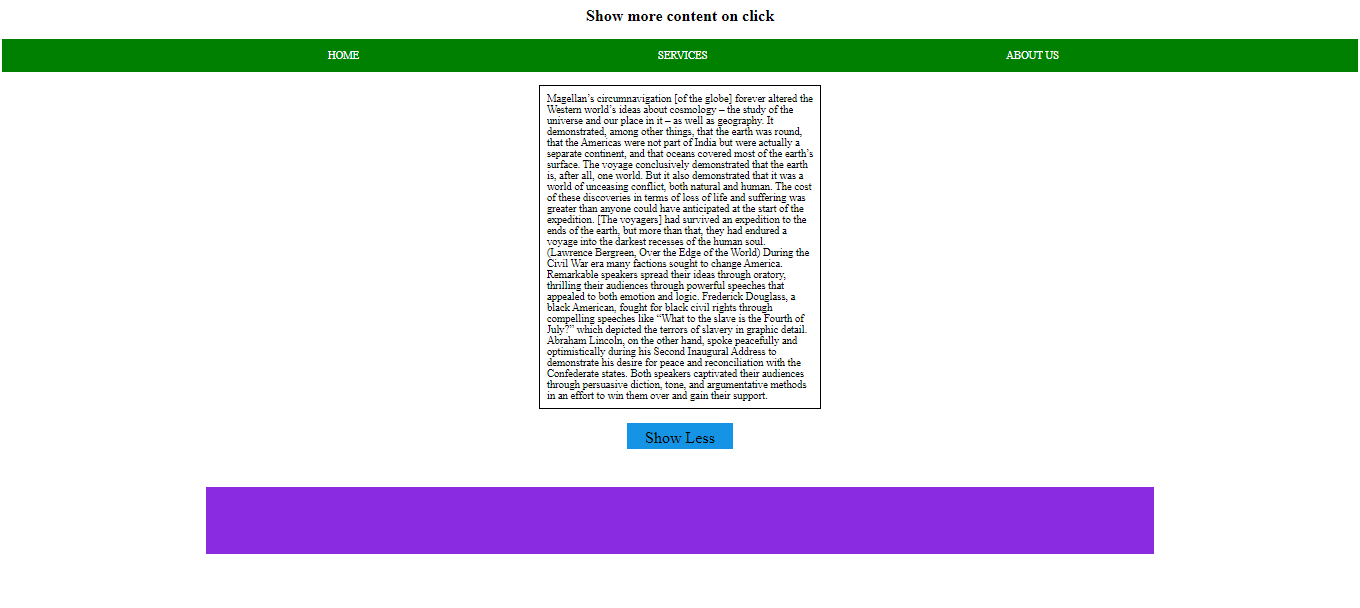 Show more content on click
HOME SERVICES ABOUT US
Magellan’s circumnavigation [of the globe] forever altered the
Western world’s ideas about cosmology – the study of the
universe and our place in it – as well as geography. It
demonstrated, among other things, that the earth was round,
that the Americas were not part of India but were actually a
separate continent, and that oceans covered most of the earth’s
surface. The voyage conclusively demonstrated that the earth
is, after all, one world. But it also demonstrated that it was a
world of unceasing conflict, both natural and human. The cost
of these discoveries in terms of loss of life and suffering was
greater than anyone could have anticipated at the start of the
expedition. [The voyagers] had survived an expedition to the
ends of the earth, but more than that, they had endured a
voyage into the darkest recesses of the human soul.
(Lawrence Bergreen, Over the Edge of the World) During the
Civil War era many factions sought to change America.
Remarkable speakers spread their ideas through oratory,
thrilling their audiences through powerful speeches that
appealed to both emotion and logic. Frederick Douglass, a
black American, fought for black civil rights through
compelling speeches like “What to the slave is the Fourth of
July?” which depicted the terrors of slavery in graphic detail.
Abraham Lincoln, on the other hand, spoke peacefully and
optimistically during his Second Inaugural Address to
demonstrate his desire for peace and reconciliation with the
Confederate states. Both speakers captivated their audiences
through persuasive diction, tone, and argumentative methods
in an effort to win them over and gain their support.
Show Less